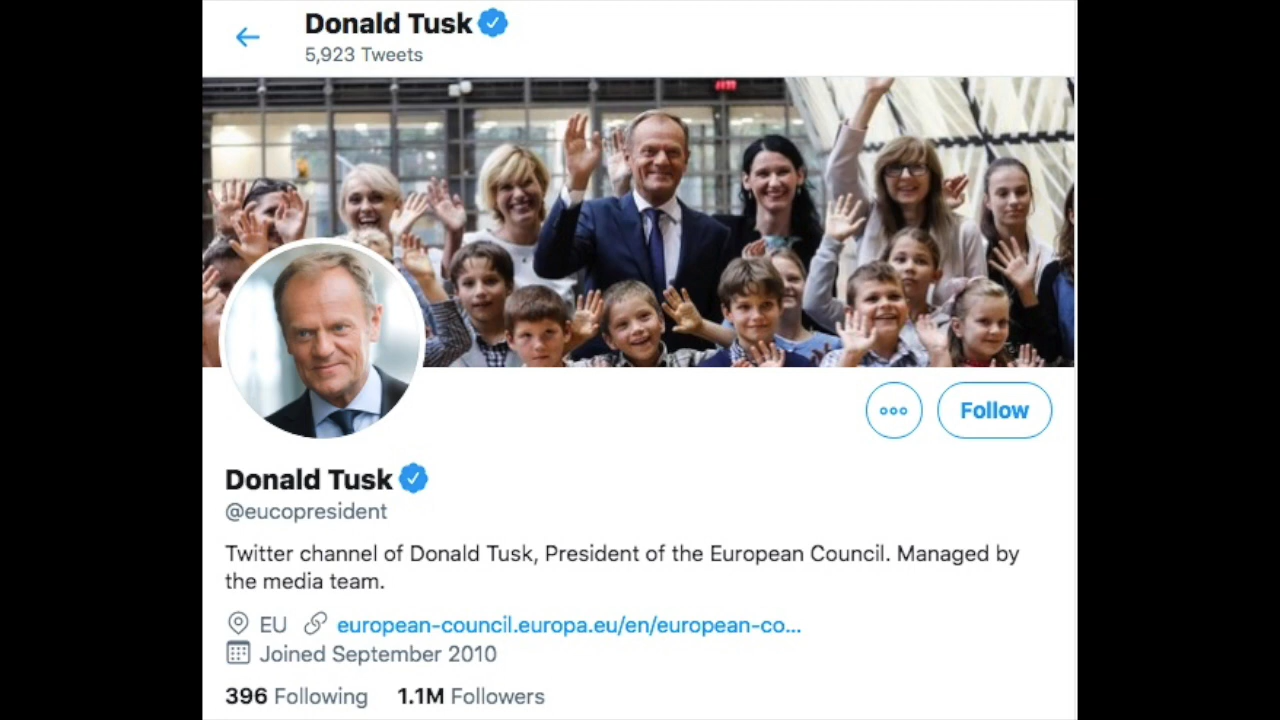 Donald Tusk
5,923 Tweets
Follow
Donald Tusk
@eucopresident
Twitter channel of Donald Tusk, President of the European Council. Managed by
the media team.
EU european-council.europa.eu/en/european-co...
Joined September 2010
396 Following 1.1M Followers